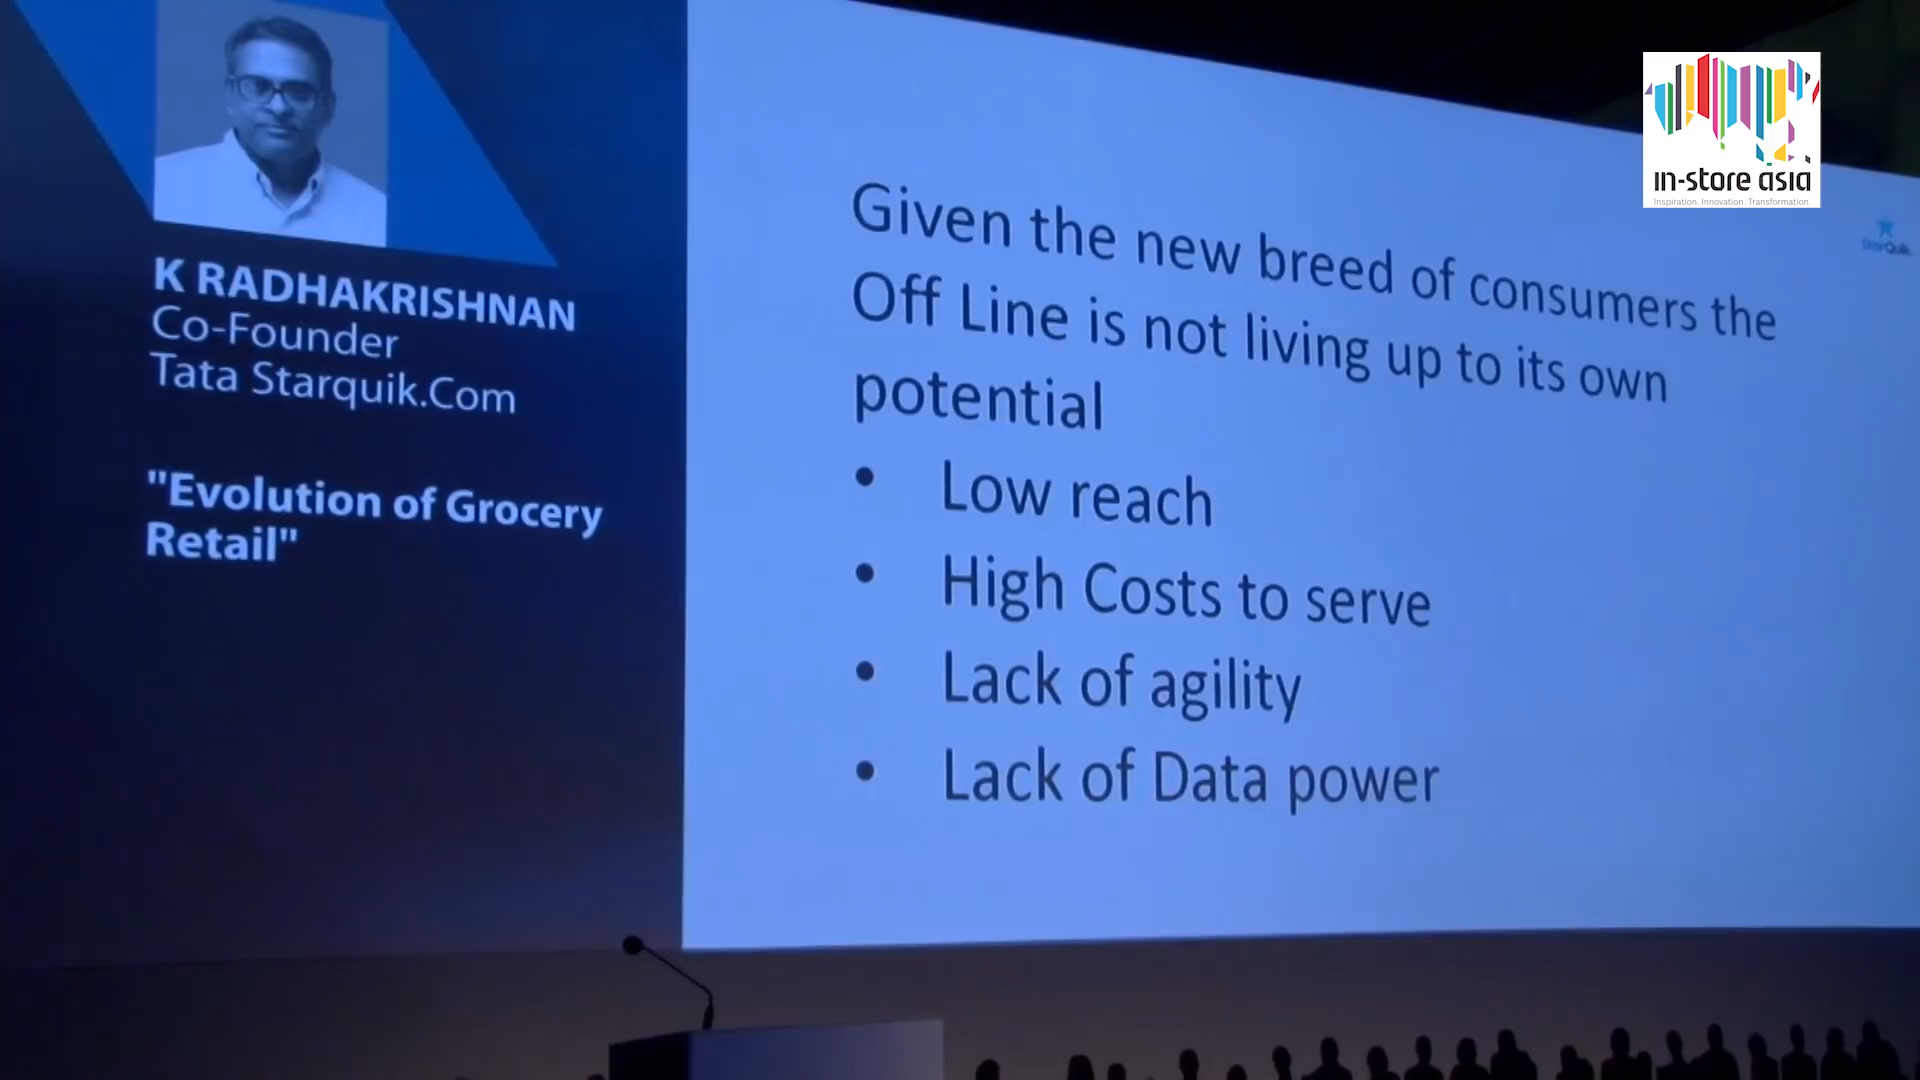 K RADHAKRISHNAN
Co-Founder
Tata Starquik.Com
"Evolution of Grocery
Retail"
Given the new breed of consumers the
Off Line is not living up to its own
potential
• Low reach
• High Costs to serve
• Lack of agility
• Lack of Data power
in-store asia
Inspiration. Innovation. Transformation.
StarQuik